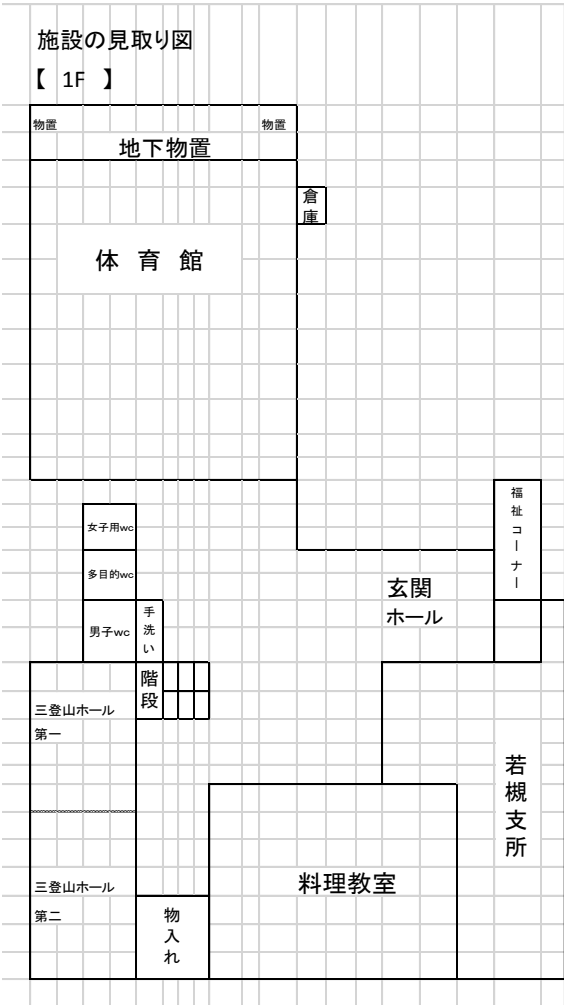 施設の見取り図
【 1F 】
物置
物置
地下物置
倉庫
体 育 館
福祉コーナー
女子用wc
多目的wc
玄関
ホール
男子wc
手洗い
階段
三登山ホール
第一
若槻支所
三登山ホール
第二
料理教室
物入れ